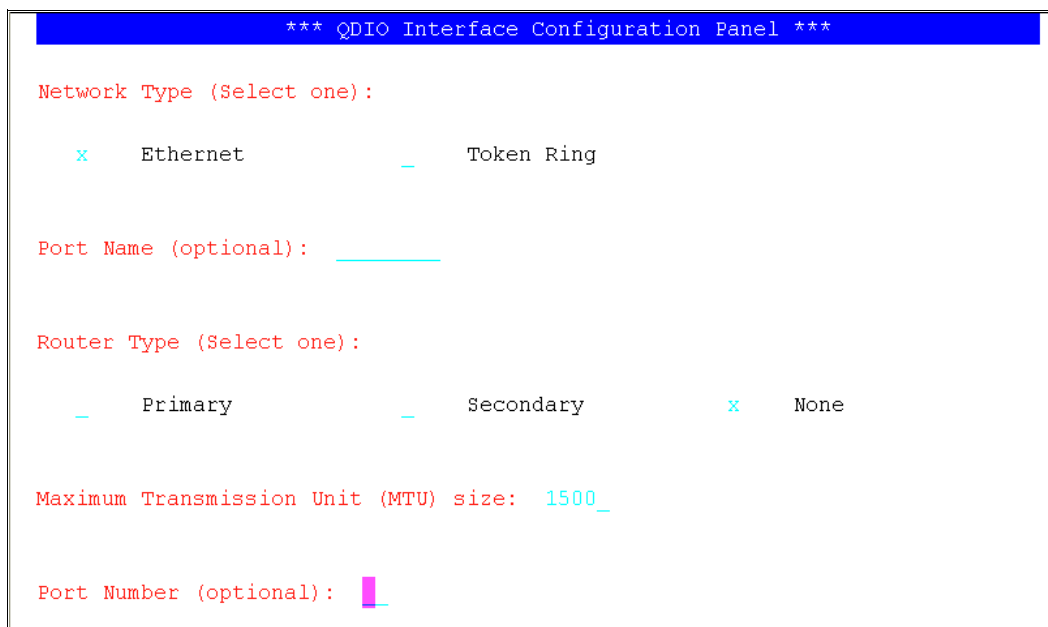 *** QDIO Interface Configuration Panel ***
Network Type (Select one):
x Ethernet _ Token Ring
Port Name (optional): ________
Router Type (Select one):
_ Primary _ Secondary x None
Maximum Transmission Unit (MTU) size: 1500_
Port Number (optional): __